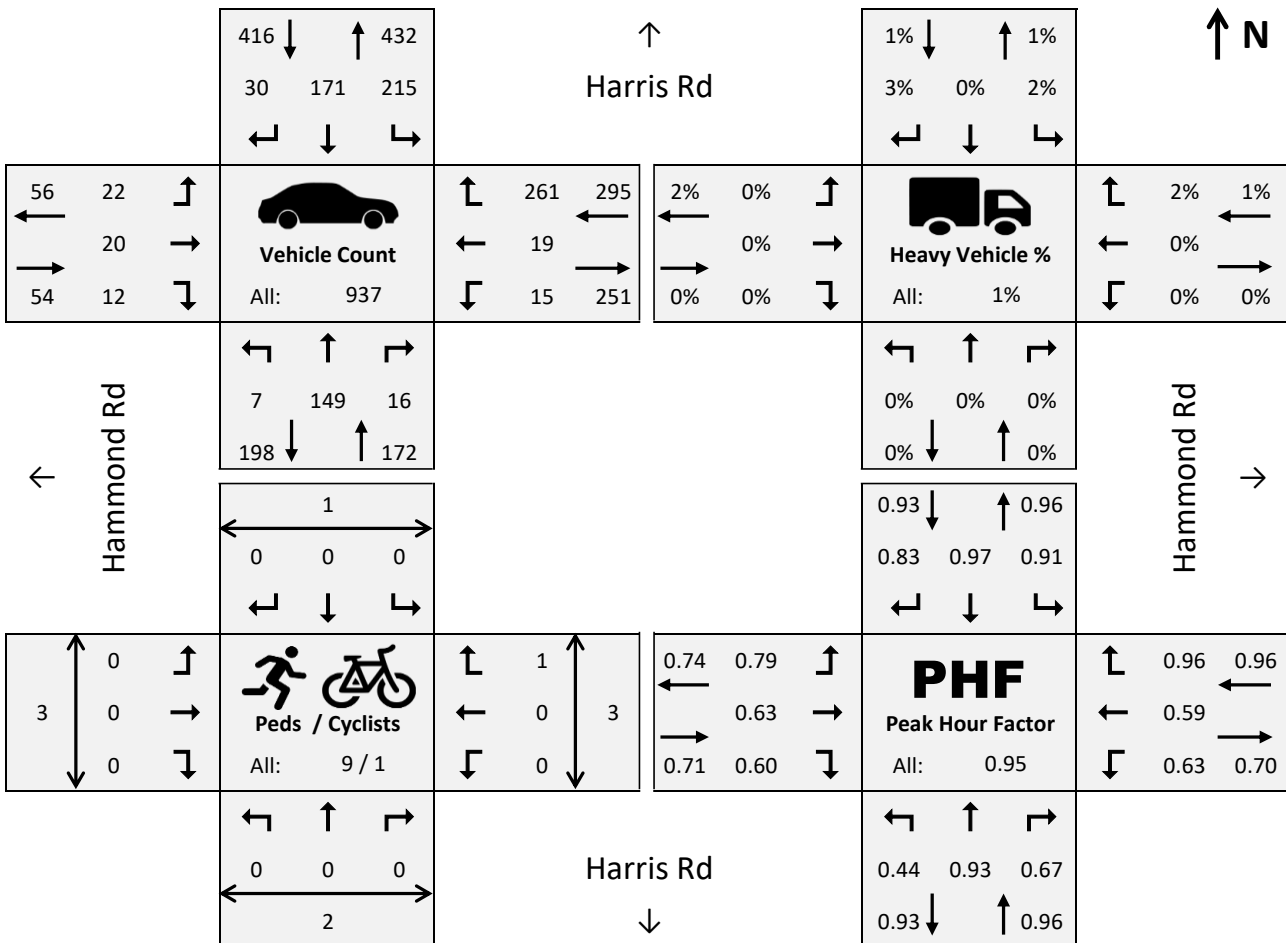 416 432 1% 1% N
Harris Rd
30 171 215 3% 0% 2%
56 22 261 295 2% 0% 2% 1%
20 Vehicle Count 19 0% Heavy Vehicle % 0%
54 12 All: 937 15 251 0% 0% All: 1% 0% 0%
7 149 16 0% 0% 0%
198 172 0% 0%
Hammond Rd
Hammond Rd
1 0.93 0.96
0 0 0 0.83 0.97 0.91
0 1 0.74 0.79 PHF 0.96 0.96
3 0 Peds / Cyclists 0 3 0.63 Peak Hour Factor 0.59
0 All: 9 / 1 0 0.71 0.60 All: 0.95 0.63 0.70
0 0 0 Harris Rd 0.44 0.93 0.67
2 0.93 0.96